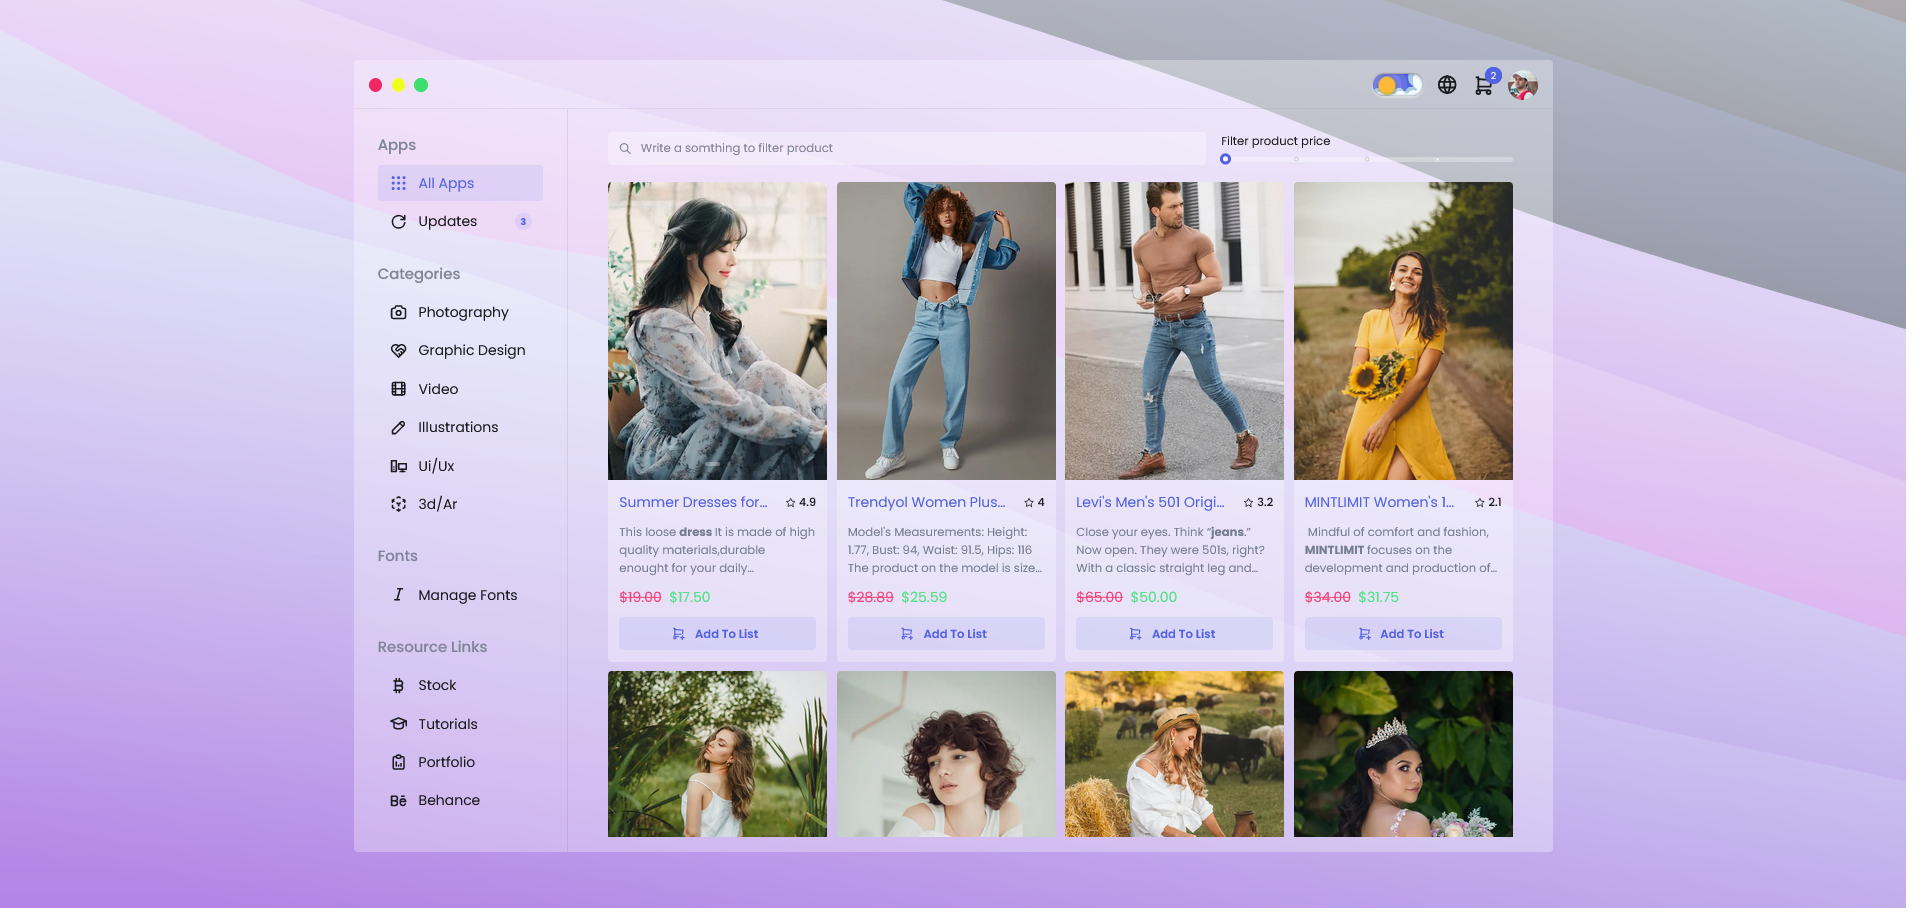 2
Apps
All Apps
Updates
3
Categories
Photography
Graphic Design
Video
Illustrations
Ui/Ux
3d/Ar
Fonts
Manage Fonts
Resource Links
Stock
Tutorials
Portfolio
Bē Behance
Write a somthing to filter product
Filter product price
Summer Dresses for... 4.9
This loose dress It is made of high
quality materials,durable
enought for your daily...
$19.00 $17.50
Add To List
Trendyol Women Plus... 4
Model's Measurements: Height:
1.77, Bust: 94, Waist: 91.5, Hips: 116
The product on the model is size...
$28.89 $25.59
Add To List
Levi's Men's 501 Origi... 3.2
Close your eyes. Think “jeans.”
Now open. They were 501s, right?
With a classic straight leg and...
$65.00 $50.00
Add To List
MINTLIMIT Women's 1... 2.1
Mindful of comfort and fashion,
MINTLIMIT focuses on the
development and production of...
$34.00 $31.75
Add To List